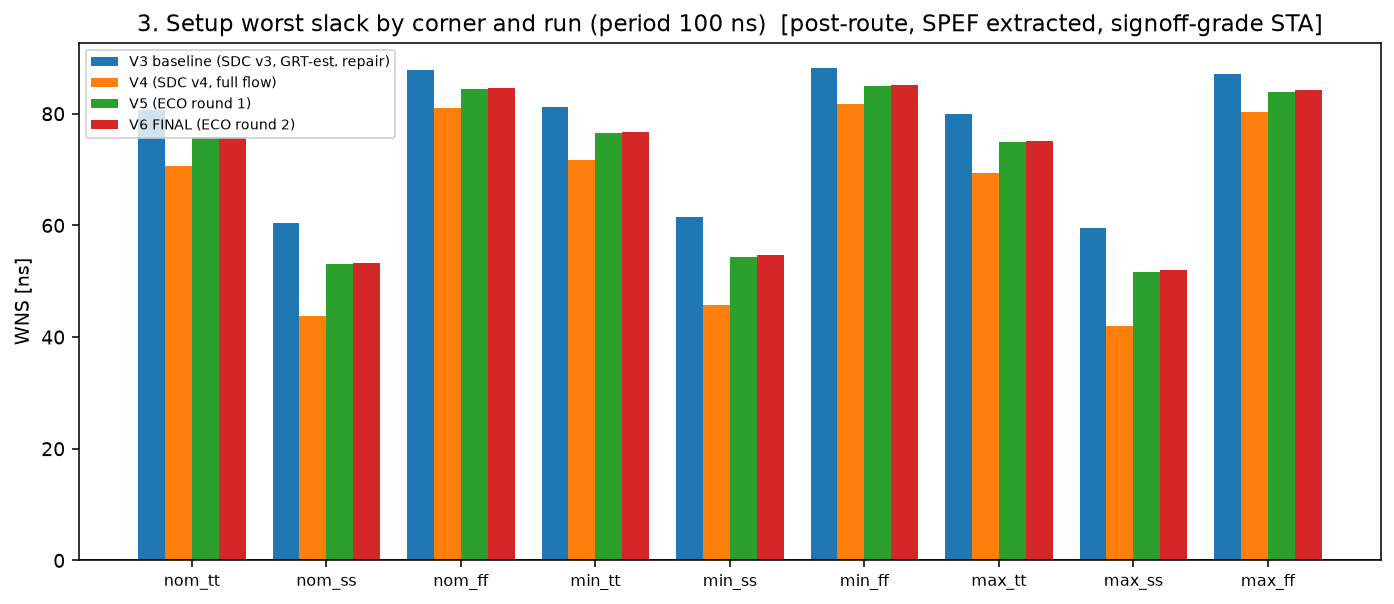 3. Setup worst slack by corner and run (period 100 ns)  [post-route, SPEF extracted, signoff-grade STA]
V3 baseline (SDC v3, GRT-est. repair)
V4 (SDC v4, full flow)
V5 (ECO round 1)
V6 FINAL (ECO round 2)
WNS [ns]
80
60
40
20
0
nom_tt nom_ss nom_ff min_tt min_ss min_ff max_tt max_ss max_ff